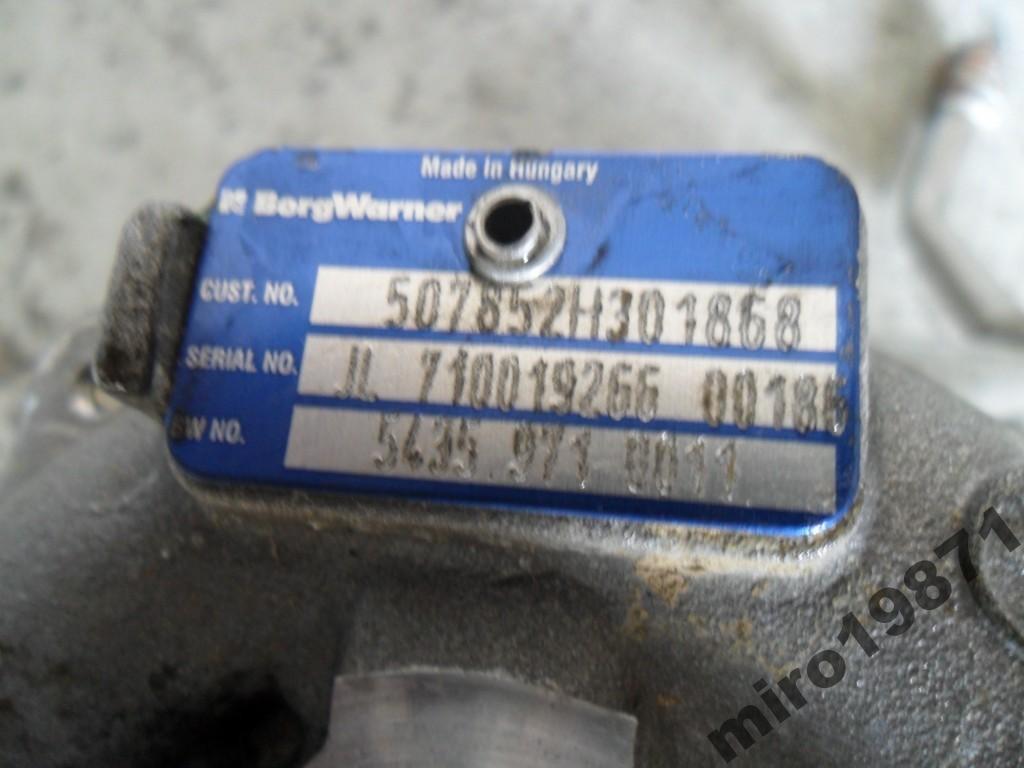 Made in Hungary
BorgWarner
CUST. NO. 507852H301868
SERIAL NO. JL 710019266 00186
BW NO. 5435 971 0011
miro19871